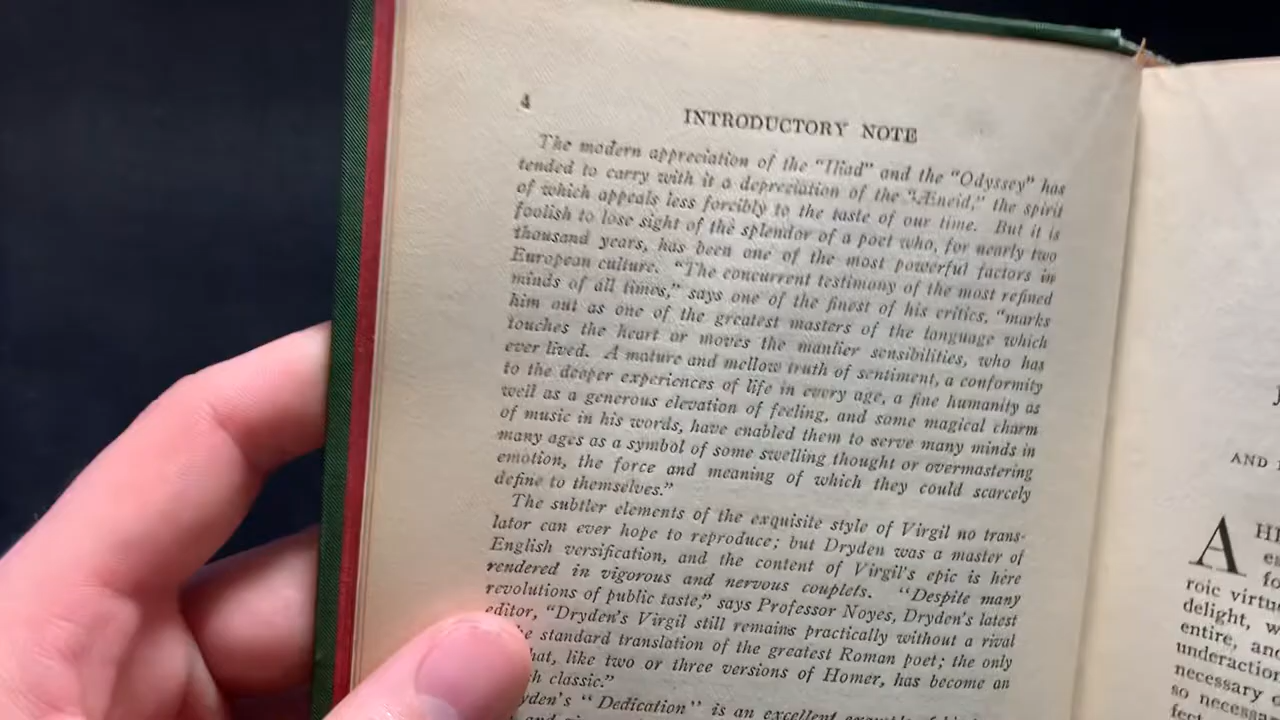 4
INTRODUCTORY NOTE
The modern appreciation of the "Iliad" and the "Odyssey" has
tended to carry with it a depreciation of the "Æneid," the spirit
of which appeals less forcibly to the taste of our time. But it is
foolish to lose sight of the splendor of a poet who, for nearly two
thousand years, has been one of the most powerful factors in
European culture. "The concurrent testimony of the most refined
minds of all times," says one of the finest of his critics, "marks
him out as one of the greatest masters of the language which
touches the heart or moves the manlier sensibilities, who has
ever lived. A mature and mellow truth of sentiment, a conformity
to the deeper experiences of life in every age, a fine humanity as
well as a generous elevation of feeling, and some magical charm
of music in his words, have enabled them to serve many minds in
many ages as a symbol of some swelling thought or overmastering
emotion, the force and meaning of which they could scarcely
define to themselves."
The subtler elements of the exquisite style of Virgil no trans-
lator can ever hope to reproduce; but Dryden was a master of
English versification, and the content of Virgil's epic is here
rendered in vigorous and nervous couplets. "Despite many
revolutions of public taste," says Professor Noyes, Dryden's latest
editor, "Dryden's Virgil still remains practically without a rival
standard translation of the greatest Roman poet; the only
like two or three versions of Homer, has become an
classic."
"Dedication" is an excellent
AND
A
roic virtu
delight, w
entire, an
underaction
necessary
so necess